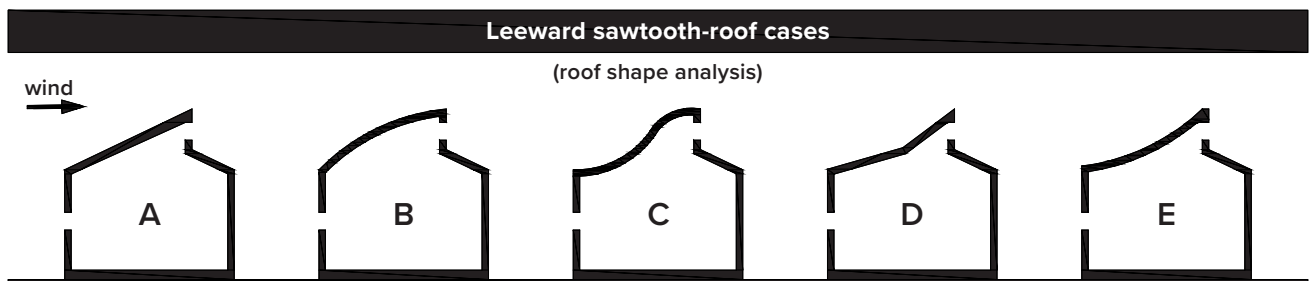 Leeward sawtooth-roof cases
(roof shape analysis)
wind
A B C D E